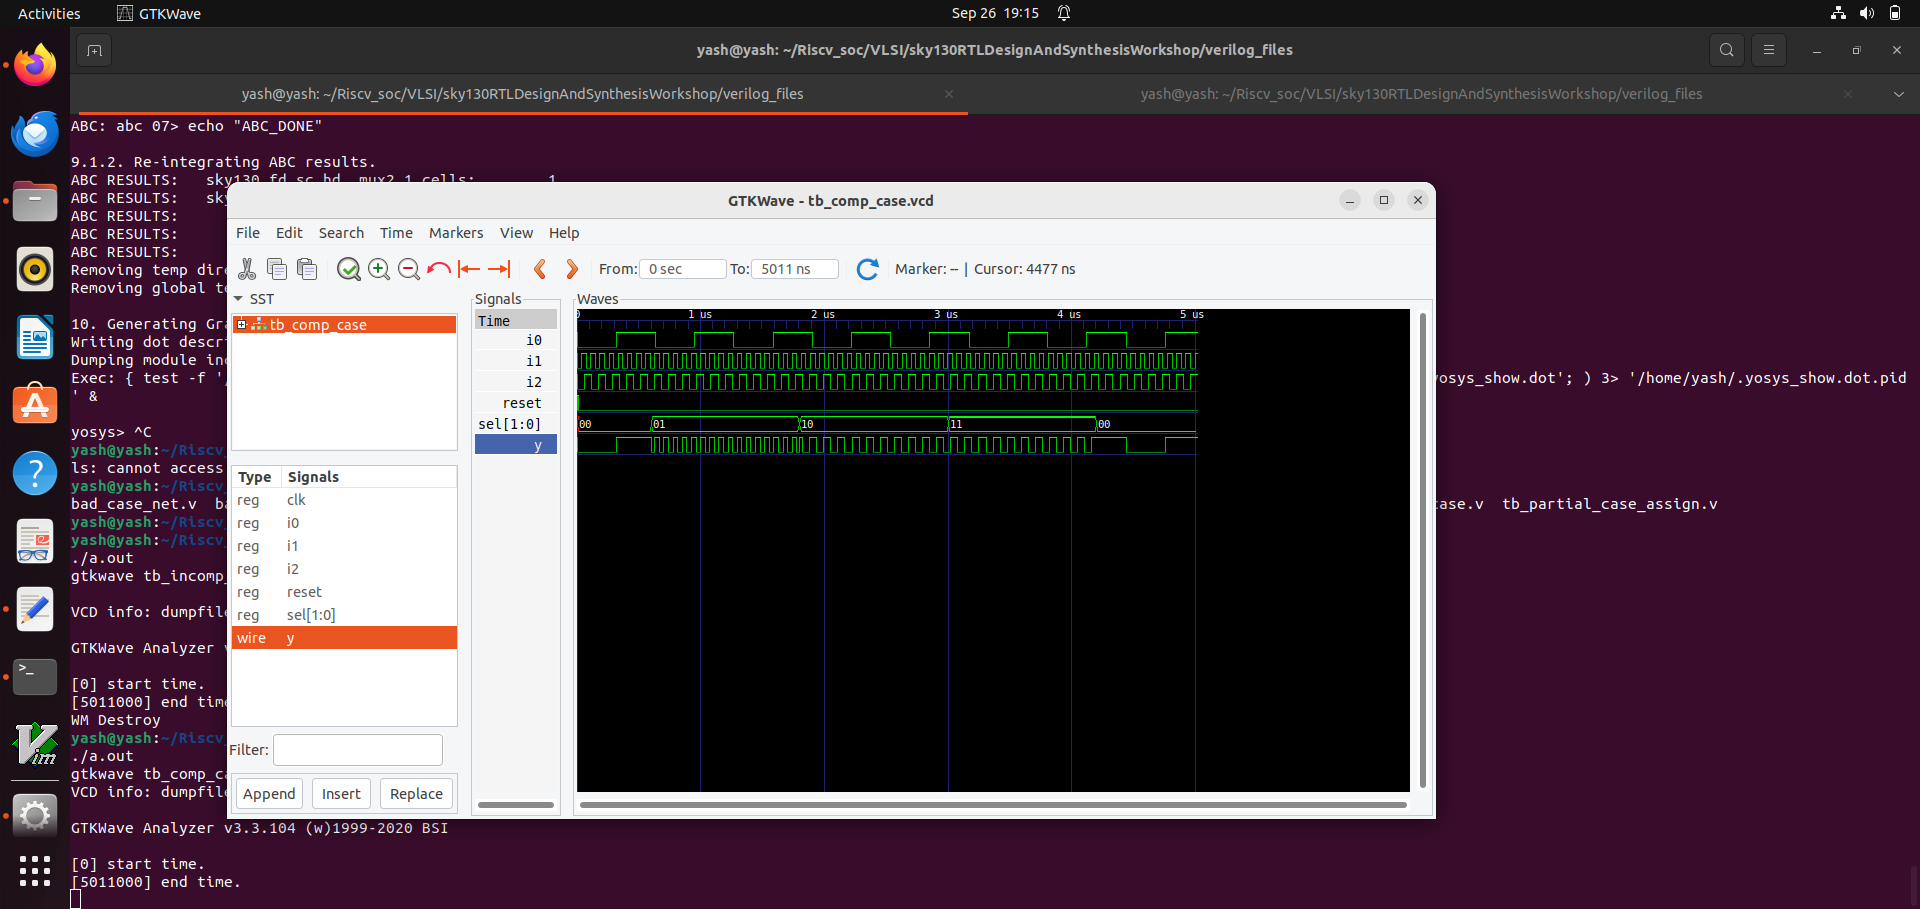 Activities
GTKWave
Sep 26 19:15
yash@yash: ~/Riscv_soc/VLSI/sky130RTLDesignAndSynthesisWorkshop/verilog_files
yash@yash: ~/Riscv_soc/VLSI/sky130RTLDesignAndSynthesisWorkshop/verilog_files
yash@yash: ~/Riscv_soc/VLSI/sky130RTLDesignAndSynthesisWorkshop/verilog_files
ABC: abc 07> echo "ABC_DONE"
9.1.2. Re-integrating ABC results.
ABC RESULTS: sky130_fd_sc_hd__mux2_1 cells: 1
ABC RESULTS: sky
ABC RESULTS:
ABC RESULTS:
ABC RESULTS:
Removing temp dire
Removing global te
10. Generating Gra
Writing dot descri
Dumping module in
Exec: { test -f '
yosys_show.dot'; ) 3> '/home/yash/.yosys_show.dot.pid
' &
yosys> ^C
yash@yash:~/Riscv
ls: cannot access
yash@yash:~/Riscv
bad_case_net.v ba
case.v tb_partial_case_assign.v
yash@yash:~/Riscv
yash@yash:~/Riscv
./a.out
gtkwave tb_incomp_
VCD info: dumpfile
GTKWave Analyzer v
[0] start time.
[5011000] end time
WM Destroy
yash@yash:~/Riscv
./a.out
gtkwave tb_comp_ca
VCD info: dumpfile
GTKWave Analyzer v3.3.104 (w)1999-2020 BSI
[0] start time.
[5011000] end time.
GTKWave - tb_comp_case.vcd
File Edit Search Time Markers View Help
From: 0 sec To: 5011 ns Marker: -- | Cursor: 4477 ns
SST
tb_comp_case
Type Signals
reg clk
reg i0
reg i1
reg i2
reg reset
reg sel[1:0]
wire y
Filter:
Append Insert Replace
Signals
Time
i0
i1
i2
reset
sel[1:0]
y
Waves
0 1 us 2 us 3 us 4 us 5 us
00 01 10 11 00